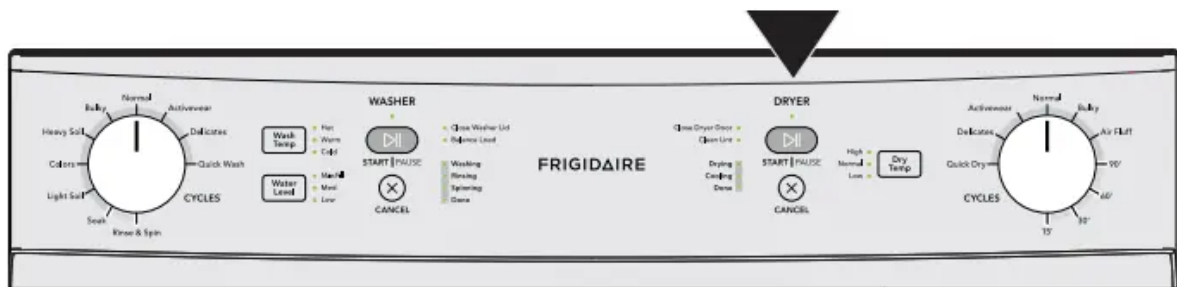 WASHER
DRYER
Normal
Bulky
Activewear
Heavy Soil
Delicates
Colors
Quick Wash
Light Soil
CYCLES
Soak
Rinse & Spin
Wash
Temp
Hot
Warm
Cold
Water
Level
Max Fill
Med
Low
START | PAUSE
CANCEL
Close Washer Lid
Balance Load
Washing
Rinsing
Spinning
Done
FRIGIDAIRE
Close Dryer Door
Clean Lint
Drying
Cooling
Done
START | PAUSE
CANCEL
High
Normal
Low
Dry
Temp
Normal
Activewear
Bulky
Delicates
Air Fluff
Quick Dry
90'
CYCLES
60'
30'
15'